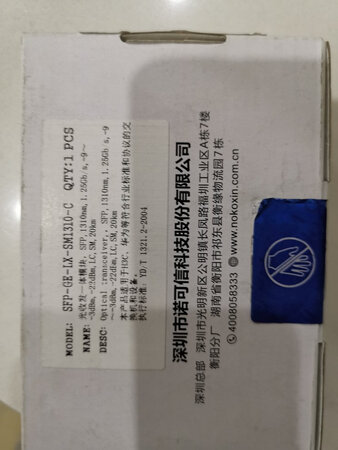 MODEL: SFP-GE-LX-SM1310-C QTY:1 PCS
NAME: 光收发一体模块, SFP, 1310nm, 1.25Gb s, -9~
-3dBm, -22dBm, LC, SM, 20km
DESC: Optical transceiver, SFP, 1310nm, 1.25Gb s, -9
~-3dBm, -22dBm, LC, SM, 20km
本产品适用于H3C、华为等符合行业标准和协议的交
换机和设备。
执行标准: YD/T 1321.2-2004
深圳市诺可信科技股份有限公司
深圳总部 深圳市光明新区公明镇长凤路福圳工业区A栋7楼
衡阳分厂 湖南省衡阳市祁东县衡缘物流园7栋
4008058333 www.nokoxin.com.cn